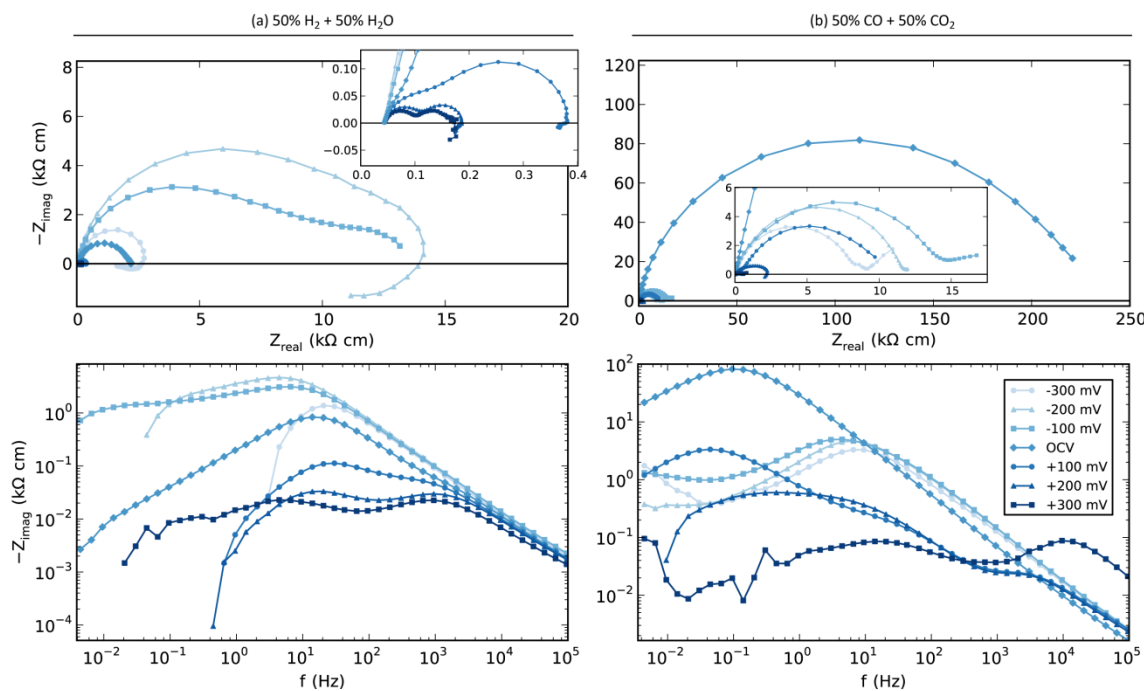 (a) 50% H₂ + 50% H₂O
(b) 50% CO + 50% CO₂
8
6
4
2
0
−Z_imag (kΩ cm)
0 5 10 15 20
Z_real (kΩ cm)
0.10
0.05
0.00
−0.05
0.0 0.1 0.2 0.3 0.4
120
100
80
60
40
20
0
0 50 100 150 200 250
Z_real (kΩ cm)
6
4
2
0
0 5 10 15
10⁰
10⁻¹
10⁻²
10⁻³
10⁻⁴
−Z_imag (kΩ cm)
10⁻² 10⁻¹ 10⁰ 10¹ 10² 10³ 10⁴ 10⁵
f (Hz)
10²
10¹
10⁰
10⁻¹
10⁻²
10⁻² 10⁻¹ 10⁰ 10¹ 10² 10³ 10⁴ 10⁵
f (Hz)
-300 mV
-200 mV
-100 mV
OCV
+100 mV
+200 mV
+300 mV